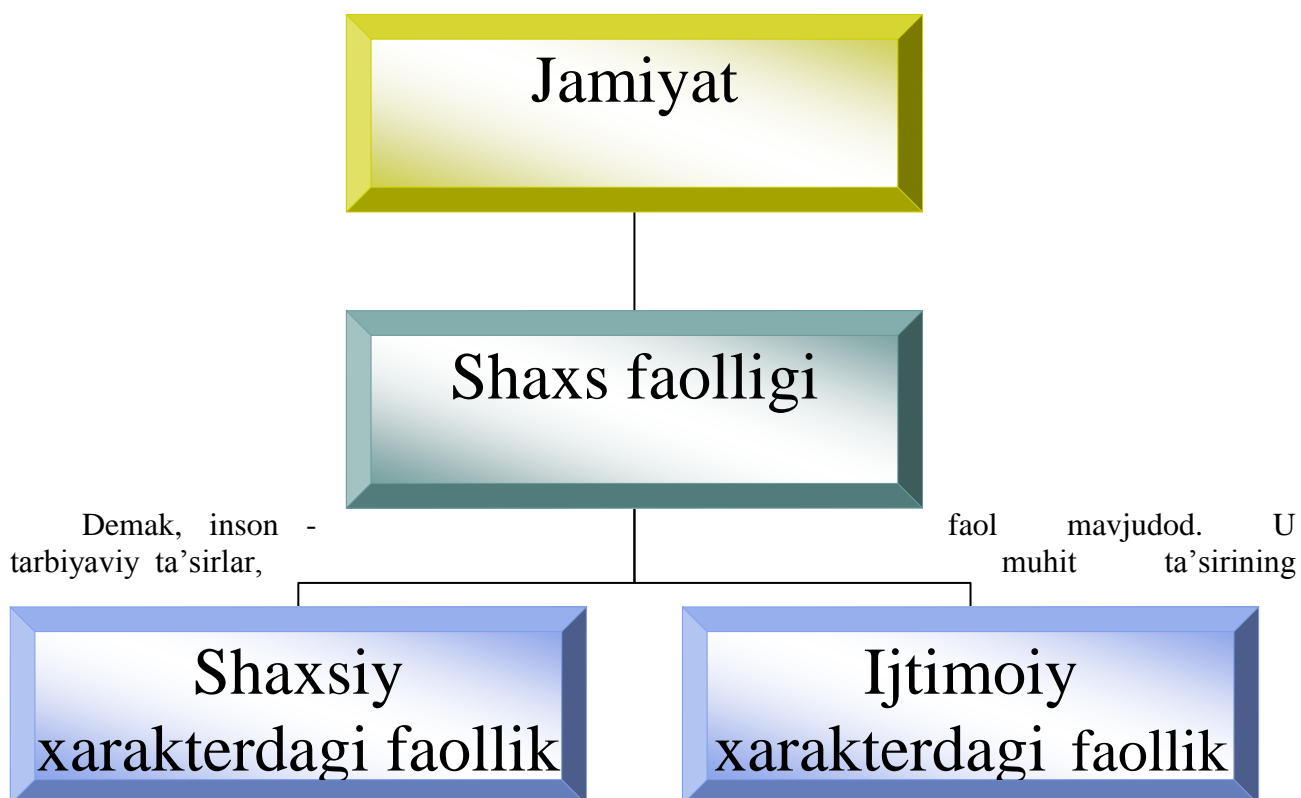 Jamiyat
Shaxs faolligi
Demak, inson - faol mavjudod. U
tarbiyaviy ta’sirlar, muhit ta’sirining
Shaxsiy
xarakterdagi faollik
Ijtimoiy
xarakterdagi faollik